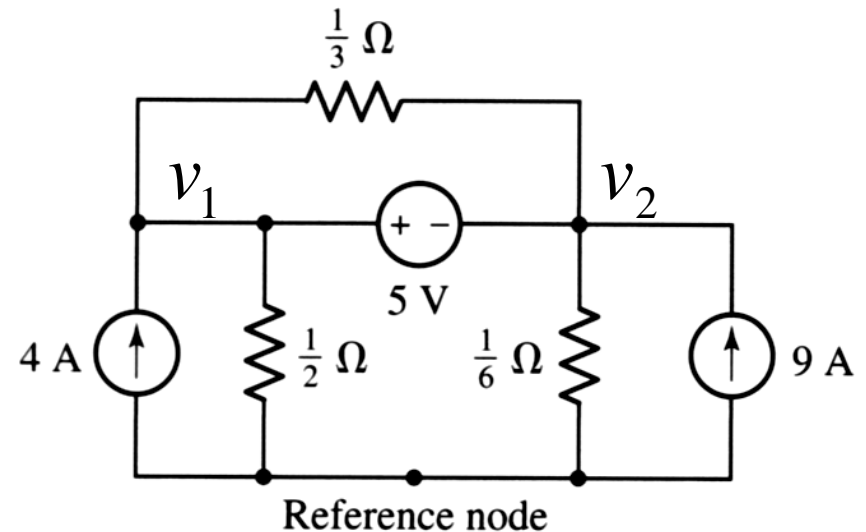 1/3 Ω
v₁
v₂
+ −
5 V
4 A
1/2 Ω
1/6 Ω
9 A
Reference node